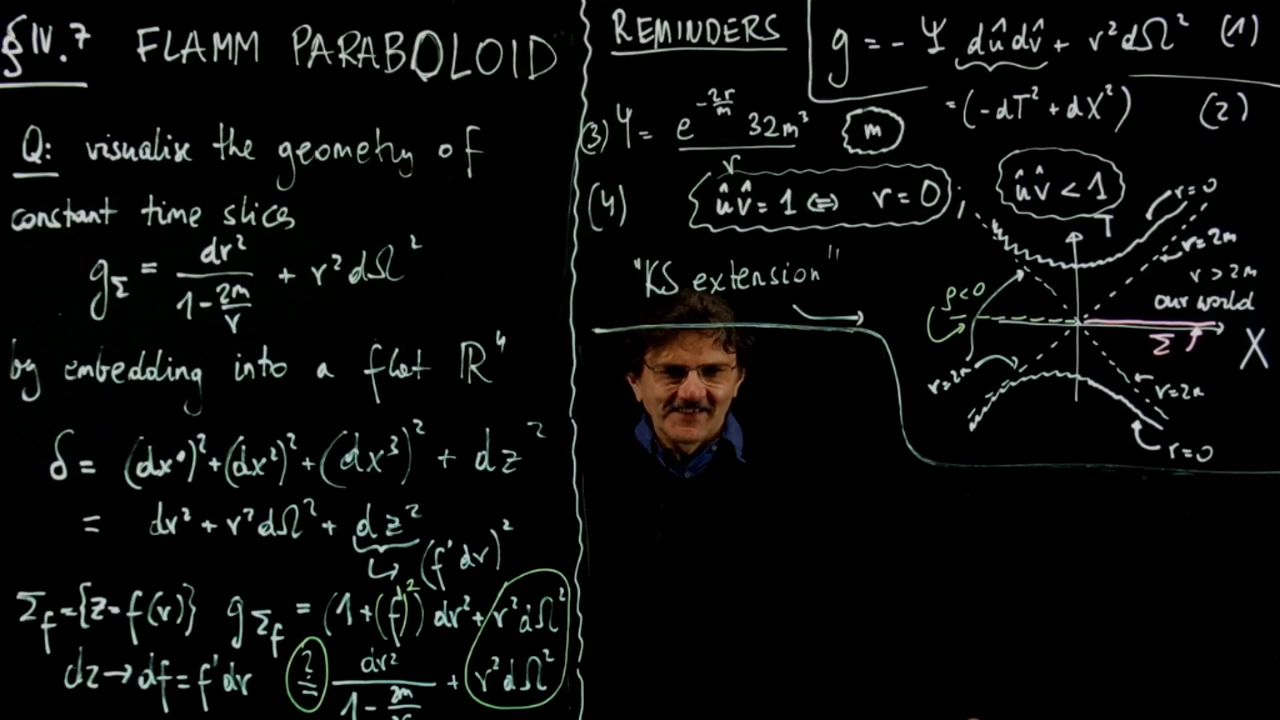 §IV.7 FLAMM PARABOLOID
Q: visualise the geometry of
constant time slices
g_Σ = dr²/(1 - 2m/r) + r²dΩ²
by embedding into a flat ℝ⁴
δ = (dx¹)² + (dx²)² + (dx³)² + dz²
= dr² + r²dΩ² + dz²
↳ (f'dr)²
Σ_f = {z = f(r)} g_Σ_f = (1 + (f')²) dr² + r²dΩ²
dz → df = f'dr ≟ dr²/(1 - 2m/r) + r²dΩ²
REMINDERS
g = - Ψ dûdv̂ + r²dΩ² (1)
= (-dT² + dX²) (2)
(3) Ψ = e^(-2r/m) 32m³/r m
(4) ûv̂ = 1 ⇔ r = 0 ; ûv̂ < 1
"KS extension"
T
r=0
r=2m
r > 2m
our world
ρ<0
Σ
X
r=2m
r=2m
r=0